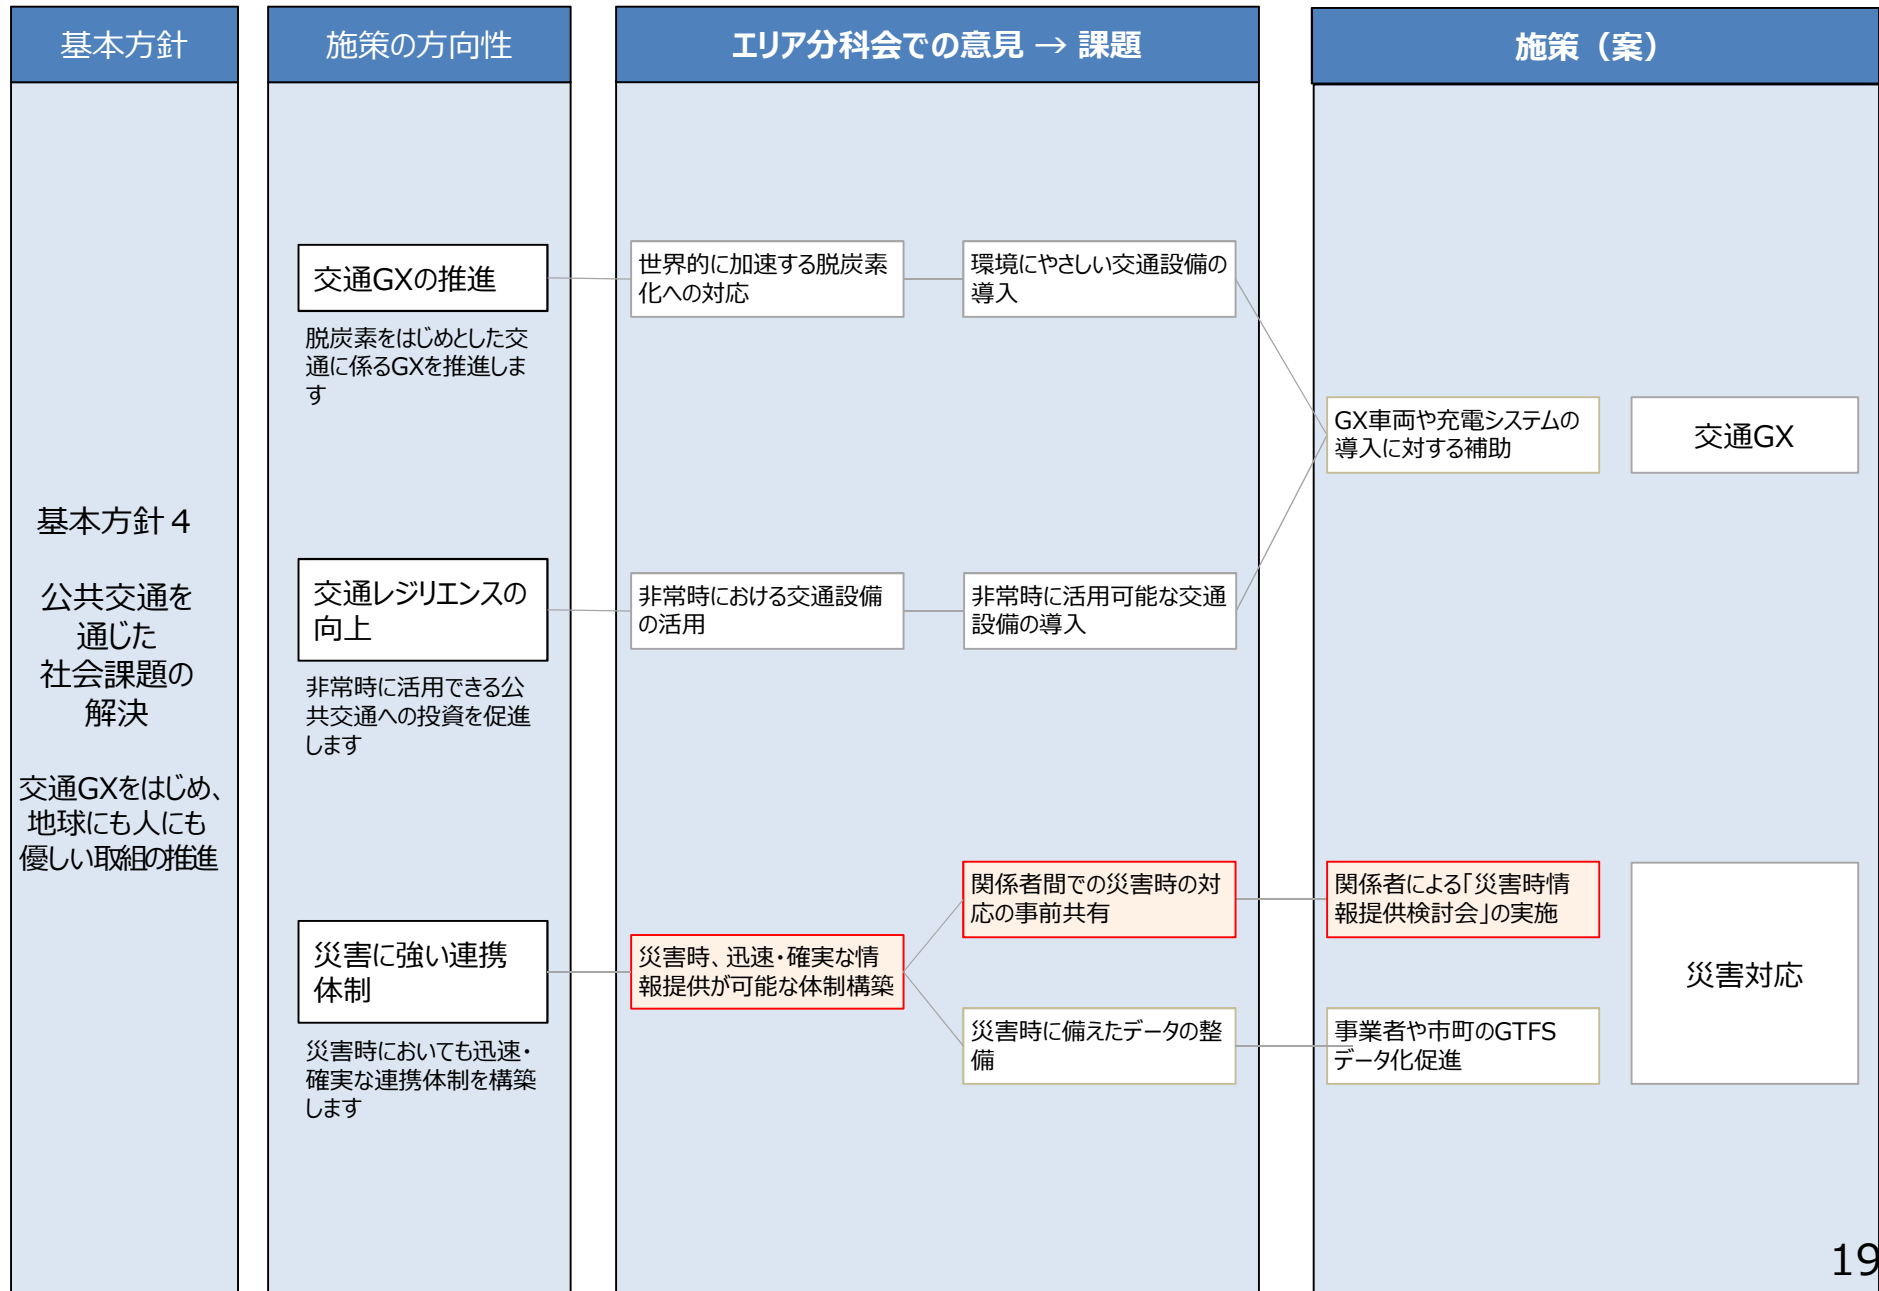 基本方針
施策の方向性
エリア分科会での意見 → 課題
施策（案）
基本方針４
公共交通を
通じた
社会課題の
解決
交通GXをはじめ、
地球にも人にも
優しい取組の推進
交通GXの推進
脱炭素をはじめとした交
通に係るGXを推進しま
す
世界的に加速する脱炭素
化への対応
環境にやさしい交通設備の
導入
GX車両や充電システムの
導入に対する補助
交通GX
交通レジリエンスの
向上
非常時に活用できる公
共交通への投資を促進
します
非常時における交通設備
の活用
非常時に活用可能な交通
設備の導入
災害に強い連携
体制
災害時においても迅速・
確実な連携体制を構築
します
災害時、迅速・確実な情
報提供が可能な体制構築
関係者間での災害時の対
応の事前共有
関係者による「災害時情
報提供検討会」の実施
災害時に備えたデータの整
備
事業者や市町のGTFS
データ化促進
災害対応
19